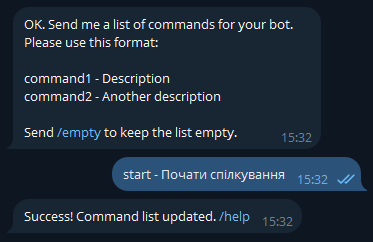 OK. Send me a list of commands for your bot.
Please use this format:
command1 - Description
command2 - Another description
Send /empty to keep the list empty.
15:32
start - Почати спілкування
15:32
Success! Command list updated. /help
15:32